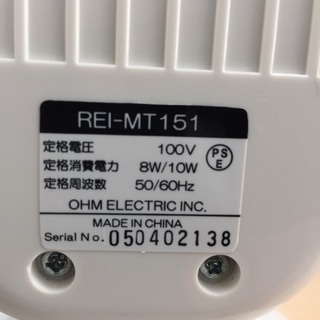 REI-MT151
定格電圧 100V
定格消費電力 8W/10W
定格周波数 50/60Hz
PS
E
OHM ELECTRIC INC.
MADE IN CHINA
Serial No. 050402138